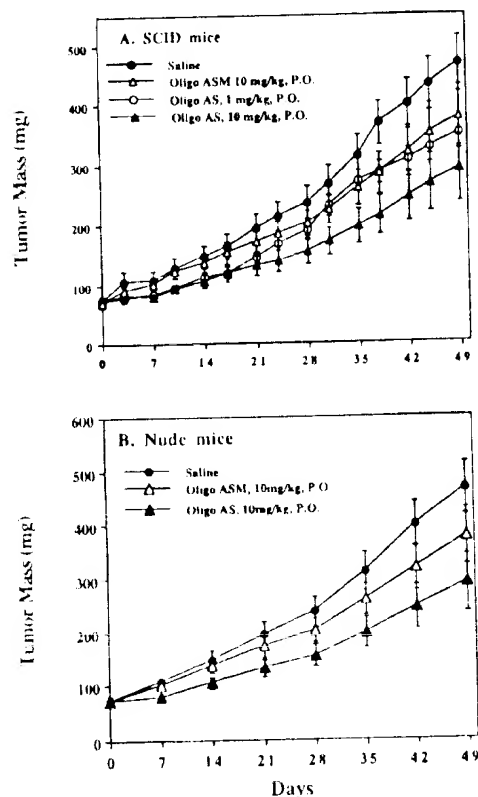 A. SCID mice
Saline
Oligo ASM 10 mg/kg, P.O.
Oligo AS, 1 mg/kg, P.O.
Oligo AS, 10 mg/kg, P.O.
Tumor Mass (mg)
500
400
300
200
100
0
0 7 14 21 28 35 42 49
B. Nude mice
Saline
Oligo ASM, 10mg/kg, P.O
Oligo AS, 10mg/kg, P.O.
Tumor Mass (mg)
600
500
400
300
200
100
0
0 7 14 21 28 35 42 49
Days